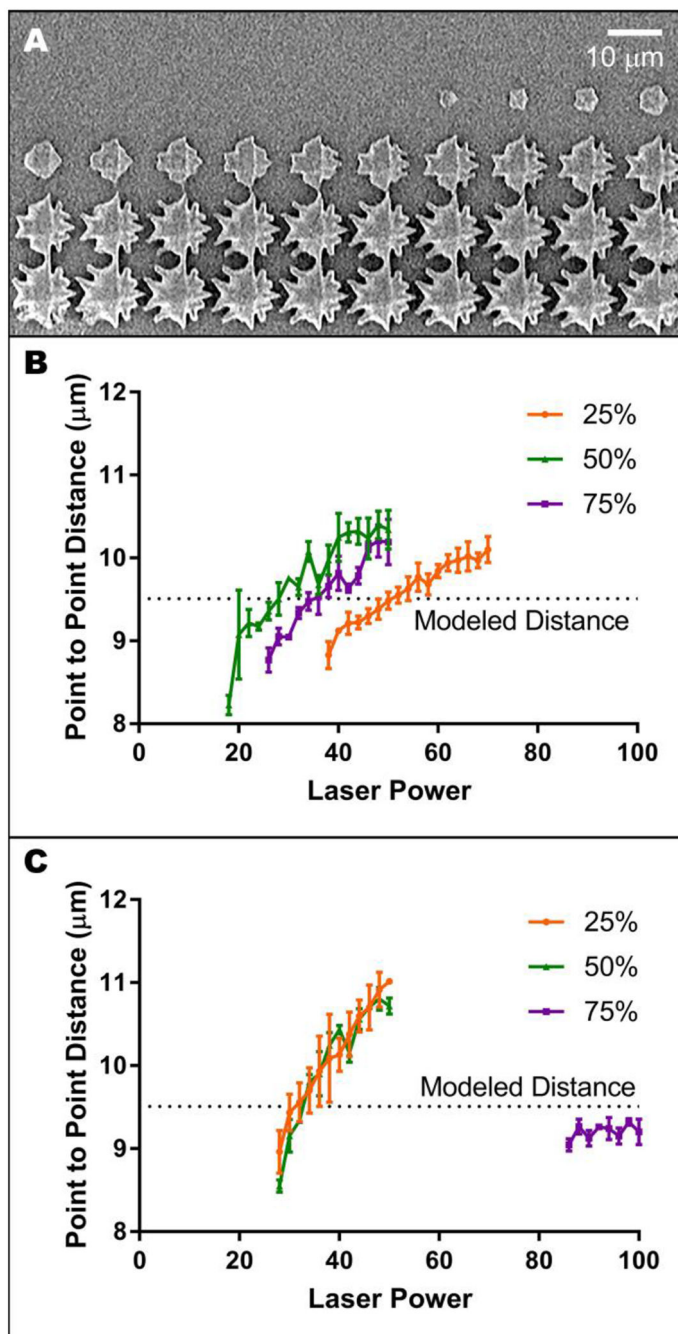 A
10 μm
B
Point to Point Distance (μm)
12
11
10
9
8
25%
50%
75%
Modeled Distance
0 20 40 60 80 100
Laser Power
C
Point to Point Distance (μm)
12
11
10
9
8
25%
50%
75%
Modeled Distance
0 20 40 60 80 100
Laser Power